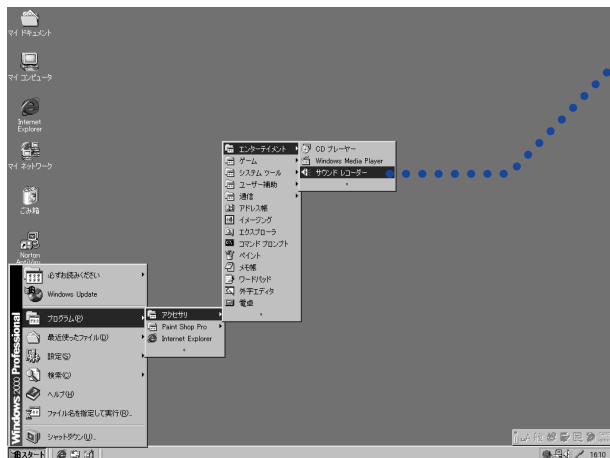 マイ ドキュメント
マイ コンピュータ
Internet
Explorer
マイ ネットワーク
ごみ箱
Norton
AntiVirus
必ずお読みください
Windows Update
プログラム(P)
最近使ったファイル(D)
設定(S)
検索(C)
ヘルプ(H)
ファイル名を指定して実行(R)...
シャットダウン(U)...
Windows 2000 Professional
アクセサリ
Paint Shop Pro
Internet Explorer
エンターテイメント
ゲーム
システム ツール
ユーザー補助
通信
アドレス帳
イメージング
エクスプローラ
コマンド プロンプト
ペイント
メモ帳
ワードパッド
外字エディタ
電卓
CD プレーヤー
Windows Media Player
サウンド レコーダー
スタート
16:10